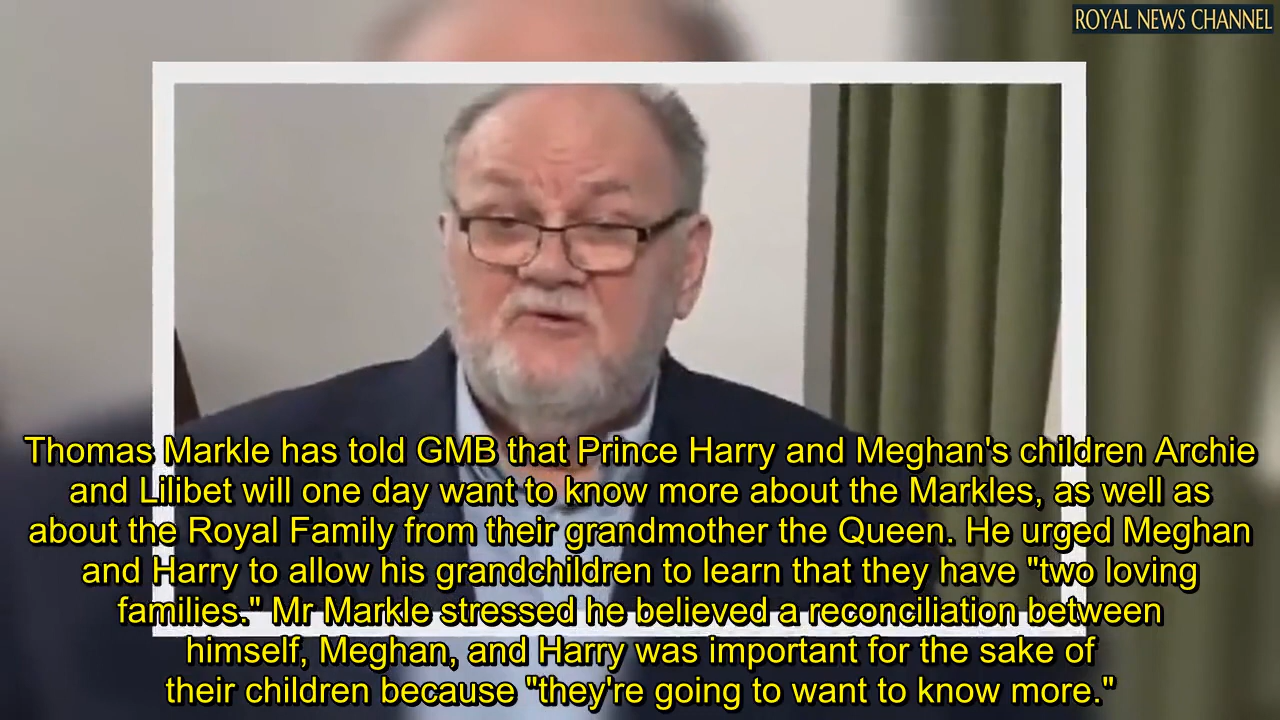 ROYAL NEWS CHANNEL
Thomas Markle has told GMB that Prince Harry and Meghan's children Archie
and Lilibet will one day want to know more about the Markles, as well as
about the Royal Family from their grandmother the Queen. He urged Meghan
and Harry to allow his grandchildren to learn that they have "two loving
families." Mr Markle stressed he believed a reconciliation between
himself, Meghan, and Harry was important for the sake of
their children because "they're going to want to know more."